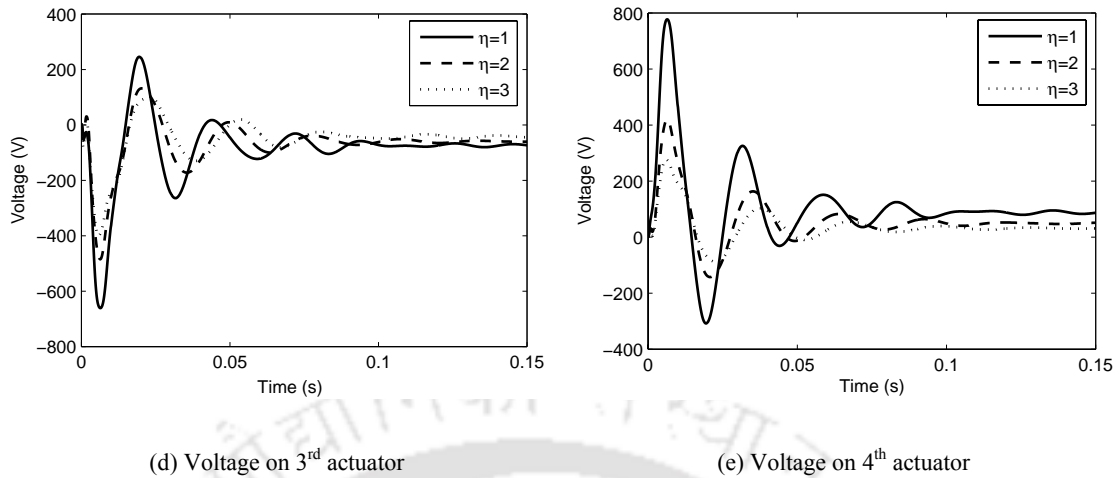 400
200
0
−200
−400
−600
−800
Voltage (V)
0
0.05
0.1
0.15
Time (s)
η=1
η=2
η=3
800
600
400
200
0
−200
−400
Voltage (V)
0
0.05
0.1
0.15
Time (s)
η=1
η=2
η=3
(d) Voltage on 3rd actuator
(e) Voltage on 4th actuator